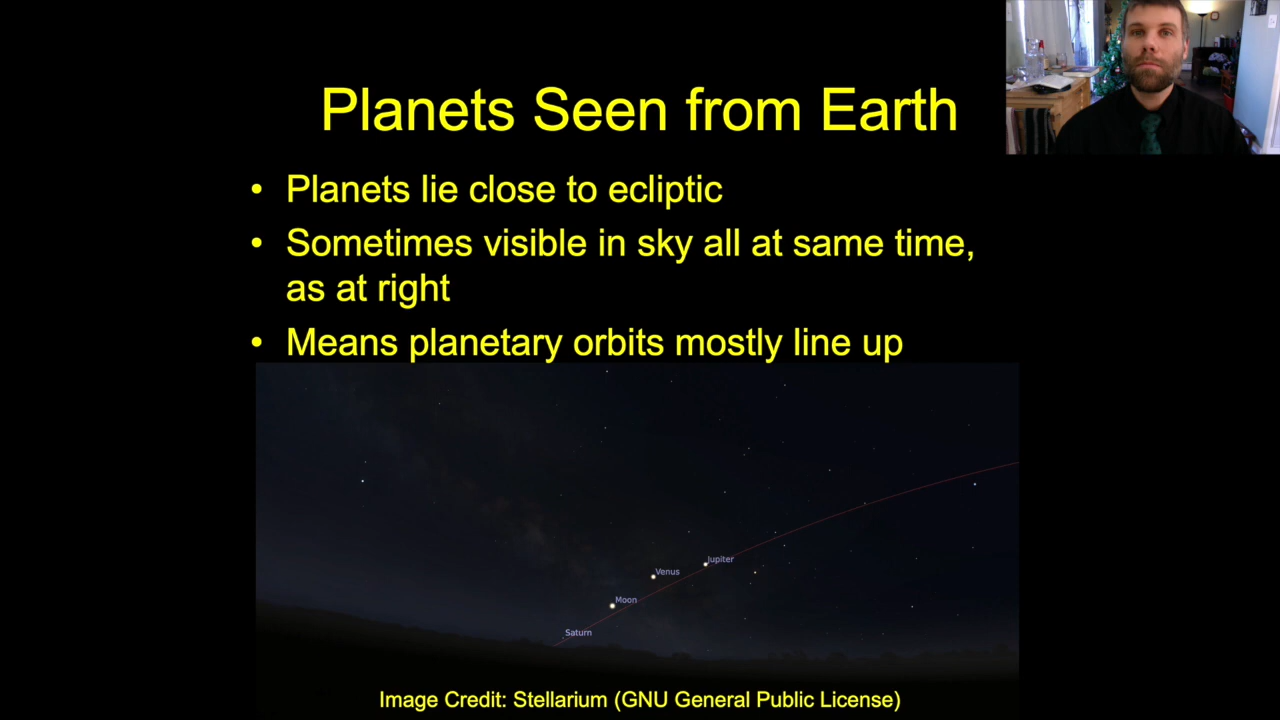 Planets Seen from Earth
• Planets lie close to ecliptic
• Sometimes visible in sky all at same time,
as at right
• Means planetary orbits mostly line up
Jupiter
Venus
Moon
Saturn
Image Credit: Stellarium (GNU General Public License)